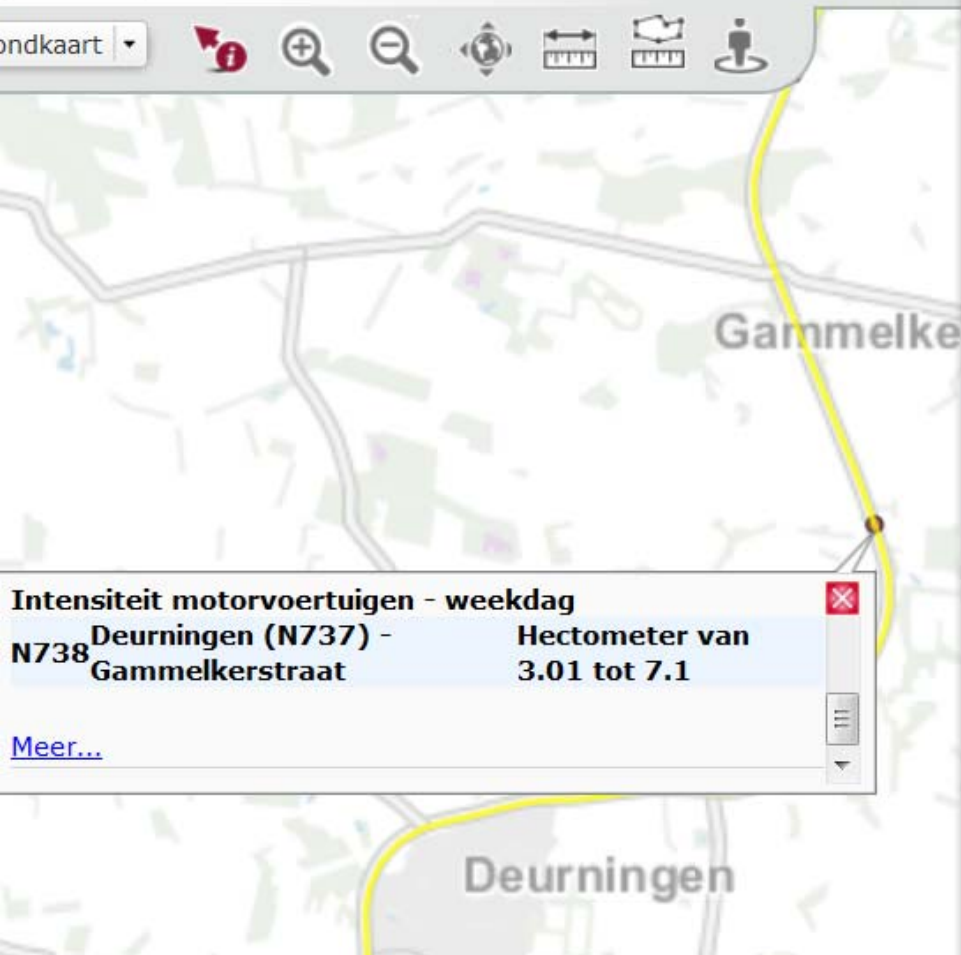 ondkaart
Gammelke
Intensiteit motorvoertuigen - weekdag
N738 Deurningen (N737) - Gammelkerstraat
Hectometer van 3.01 tot 7.1
Meer...
Deurningen